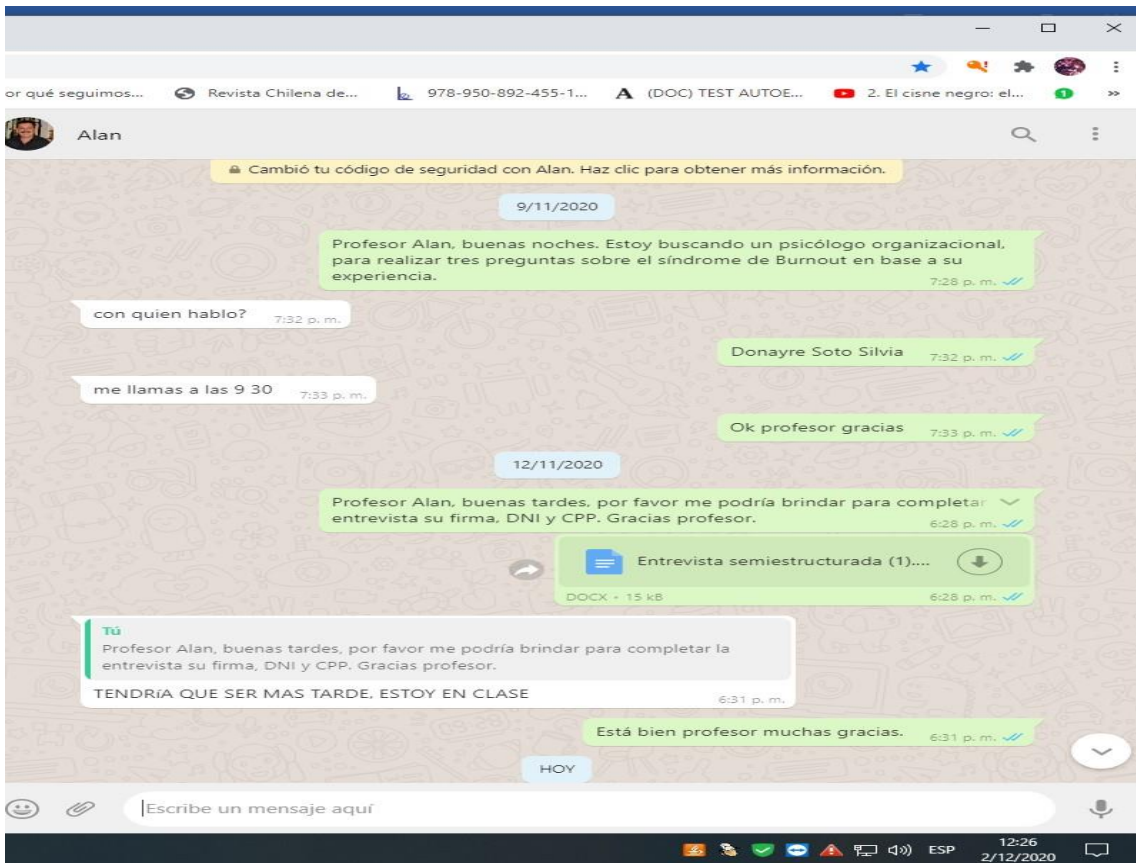 or qué seguimos... Revista Chilena de... 978-950-892-455-1... (DOC) TEST AUTOE... 2. El cisne negro: el... 1 »
Alan
Cambió tu código de seguridad con Alan. Haz clic para obtener más información.
9/11/2020
Profesor Alan, buenas noches. Estoy buscando un psicólogo organizacional,
para realizar tres preguntas sobre el síndrome de Burnout en base a su
experiencia.
7:28 p. m.
con quien hablo? 7:32 p. m.
Donayre Soto Silvia 7:32 p. m.
me llamas a las 9 30 7:33 p. m.
Ok profesor gracias 7:33 p. m.
12/11/2020
Profesor Alan, buenas tardes, por favor me podría brindar para completar
entrevista su firma, DNI y CPP. Gracias profesor.
6:28 p. m.
Entrevista semiestructurada (1)....
DOCX • 15 kB 6:28 p. m.
Tú
Profesor Alan, buenas tardes, por favor me podría brindar para completar la
entrevista su firma, DNI y CPP. Gracias profesor.
TENDRíA QUE SER MAS TARDE, ESTOY EN CLASE 6:31 p. m.
Está bien profesor muchas gracias. 6:31 p. m.
HOY
Escribe un mensaje aquí
ESP 12:26
2/12/2020